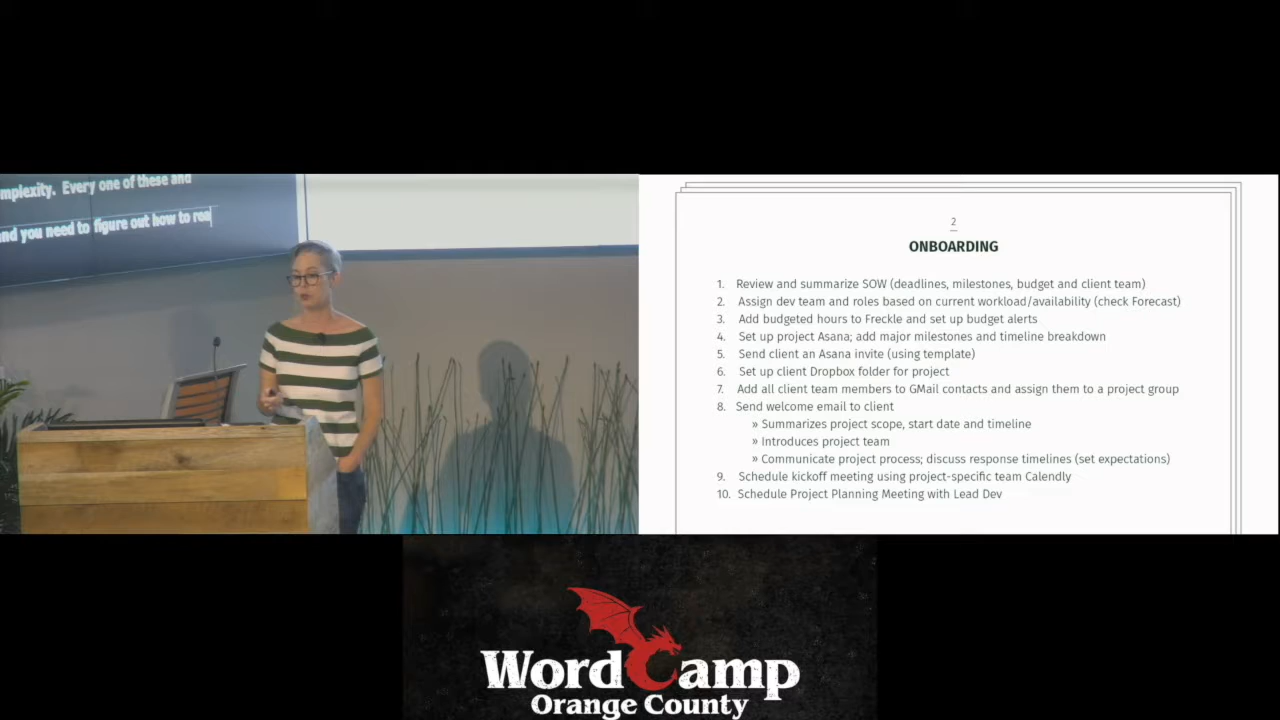 mplexity. Every one of these and
and you need to figure out how to rea
2
ONBOARDING
1. Review and summarize SOW (deadlines, milestones, budget and client team)
2. Assign dev team and roles based on current workload/availability (check Forecast)
3. Add budgeted hours to Freckle and set up budget alerts
4. Set up project Asana; add major milestones and timeline breakdown
5. Send client an Asana invite (using template)
6. Set up client Dropbox folder for project
7. Add all client team members to GMail contacts and assign them to a project group
8. Send welcome email to client
» Summarizes project scope, start date and timeline
» Introduces project team
» Communicate project process; discuss response timelines (set expectations)
9. Schedule kickoff meeting using project-specific team Calendly
10. Schedule Project Planning Meeting with Lead Dev
WordCamp
Orange County